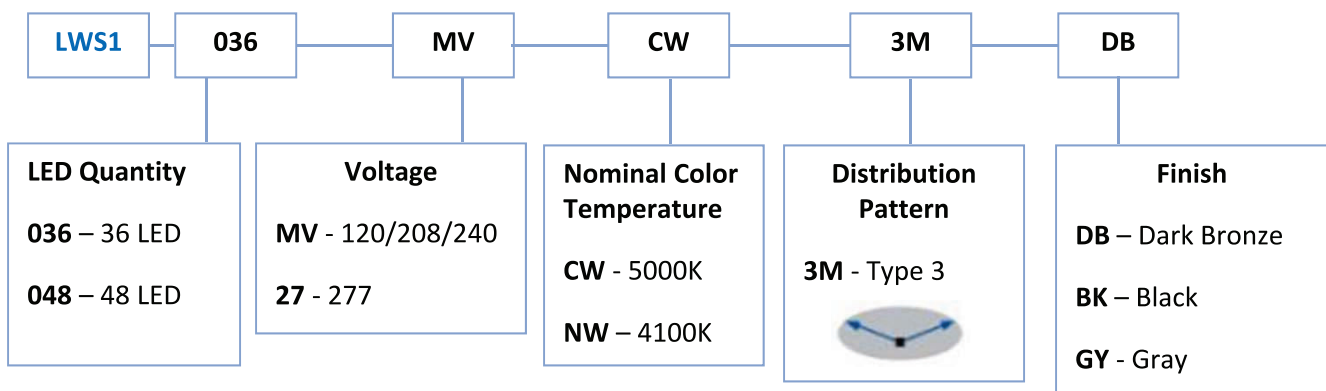 LWS1 036 MV CW 3M DB
LED Quantity
036 – 36 LED
048 – 48 LED
Voltage
MV - 120/208/240
27 - 277
Nominal Color
Temperature
CW - 5000K
NW – 4100K
Distribution
Pattern
3M - Type 3
Finish
DB – Dark Bronze
BK – Black
GY - Gray